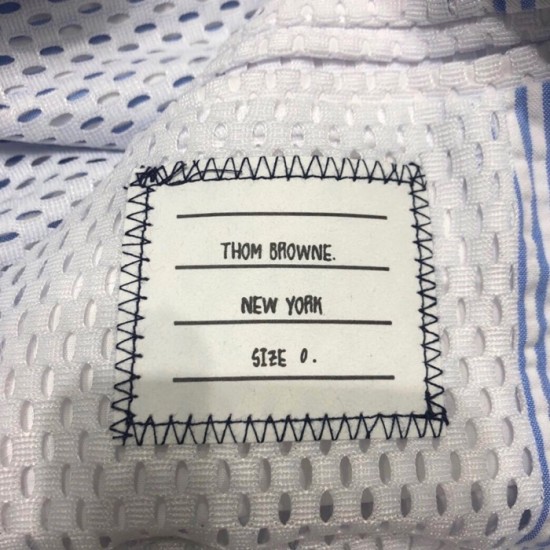 THOM BROWNE.
NEW YORK
SIZE 0.